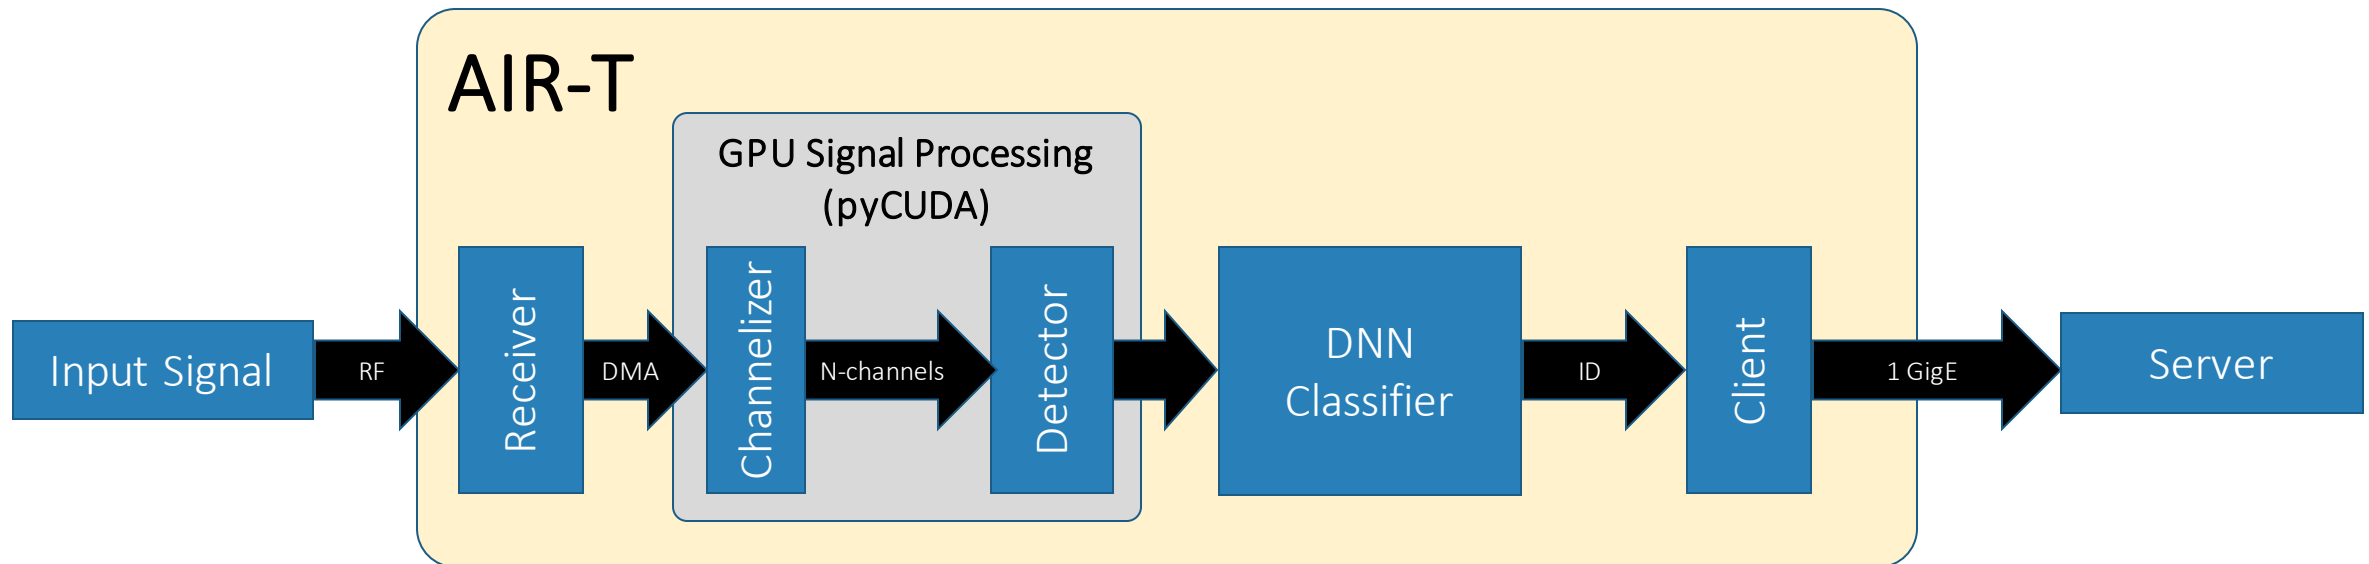 AIR-T
GPU Signal Processing
(pyCUDA)
Input Signal
RF
Receiver
DMA
Channelizer
N-channels
Detector
DNN
Classifier
ID
Client
1 GigE
Server